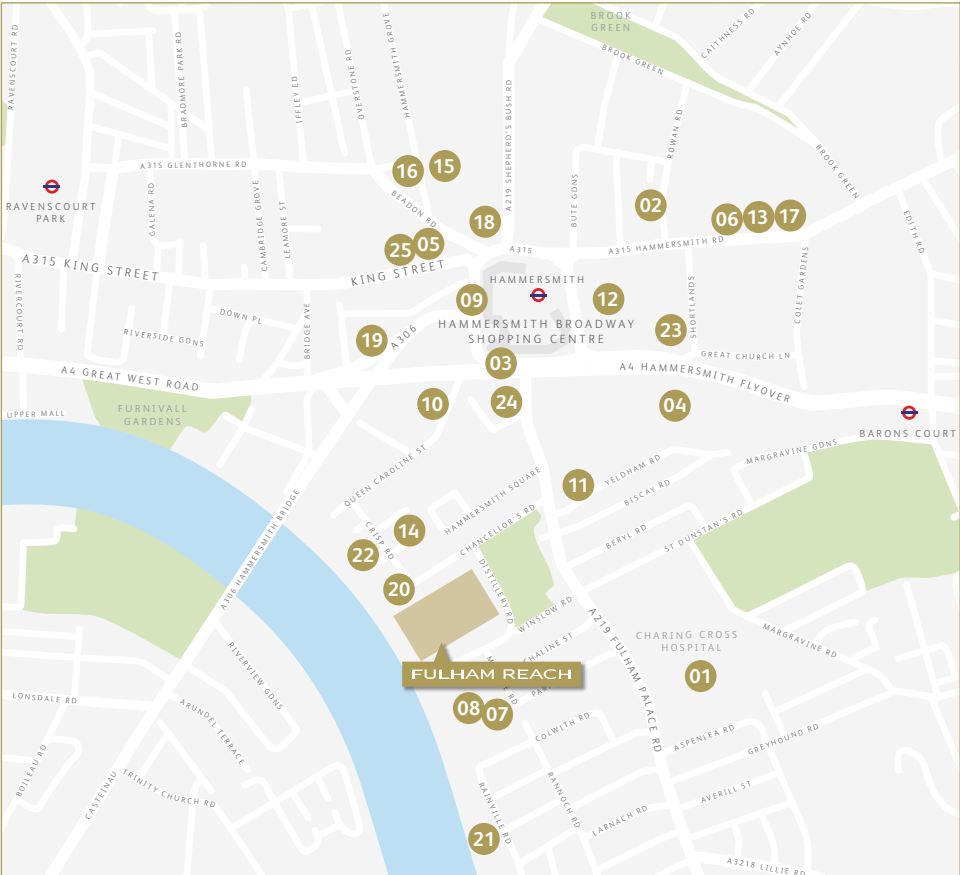 BROOK
GREEN
CAITHNESS RD
AYNHOE RD
RAVENSCOURT RD
BRADMORE PARK RD
IFFLEY ED
OVERSTONE RD
HAMMERSMITH GROVE
BROOK GREEN
A219 SHEPHERD'S BUSH RD
ROWAN RD
BROOK GREEN
A315 GLENTHORNE RD
16
15
RAVENSCOURT
PARK
GALENA RD
CAMBRIDGE GROVE
LEAMORE ST
BEADON RD
18
BUTE GDNS
02
06
13
17
EDITH RD
25
05
A315
A315 HAMMERSMITH RD
A315 KING STREET
KING STREET
HAMMERSMITH
RIVERCOURT RD
DOWN PL
BRIDGE AVE
09
12
SHORTLANDS
COLET GARDENS
RIVERSIDE GDNS
19
A306
HAMMERSMITH BROADWAY
SHOPPING CENTRE
23
GREAT CHURCH LN
03
A4 GREAT WEST ROAD
A4 HAMMERSMITH FLYOVER
UPPER MALL
FURNIVALL
GARDENS
10
24
04
BARONS COURT
QUEEN CAROLINE ST
HAMMERSMITH SQUARE
11
YELDHAM RD
MARGRAVINE GDNS
BISCAY RD
A306 HAMMERSMITH BRIDGE
CRISP RD
14
CHANCELLOR'S RD
BERYL RD
ST DUNSTAN'S RD
22
20
DISTILLERY RD
WINSLOW RD
A219 FULHAM PALACE RD
CHARING CROSS
HOSPITAL
MARGRAVINE RD
RIVERVIEW GDNS
CHALINE ST
FULHAM REACH
01
LONSDALE RD
ARUNDEL TERRACE
08
07
COLWITH RD
ASPENLEA RD
GREYHOUND RD
BOILEAU RD
CASTEINAU
TRINITY CHURCH RD
RAINVILLE RD
RANNOCH RD
AVERILL ST
LARNACH RD
21
A3218 LILLIE RD